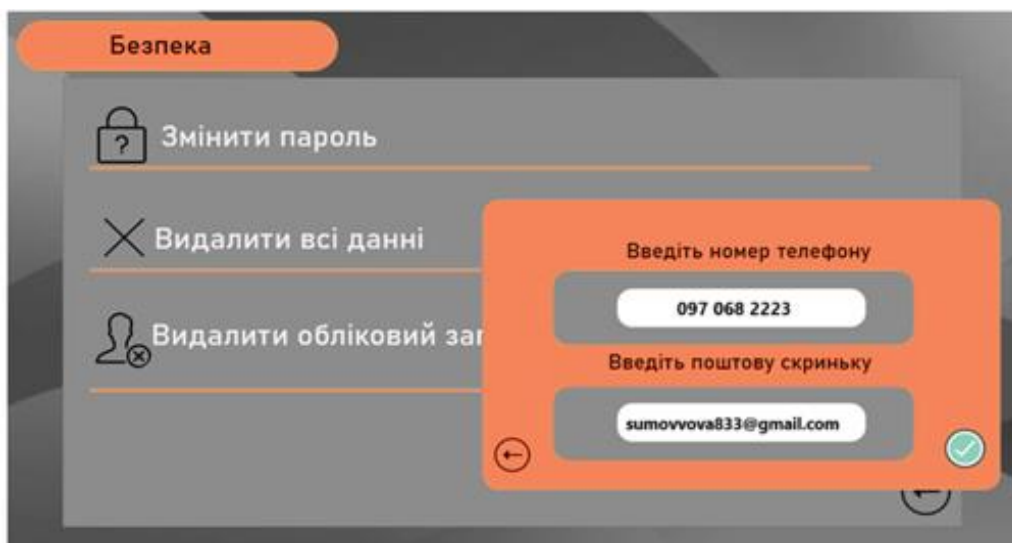 Безпека
Змінити пароль
Видалити всі данні
Видалити обліковий
Введіть номер телефону
097 068 2223
Введіть поштову скриньку
sumovvova833@gmail.com